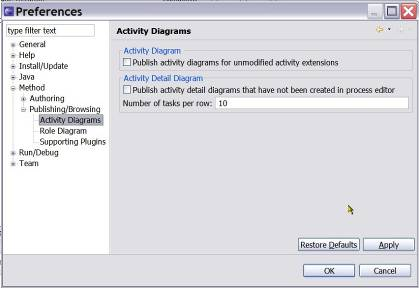 Preferences
type filter text
Activity Diagrams
General
Help
Install/Update
Java
Method
Authoring
Publishing/Browsing
Activity Diagrams
Role Diagram
Supporting Plugins
Run/Debug
Team
Activity Diagram
Publish activity diagrams for unmodified activity extensions
Activity Detail Diagram
Publish activity detail diagrams that have not been created in process editor
Number of tasks per row: 10
Restore Defaults Apply
OK Cancel